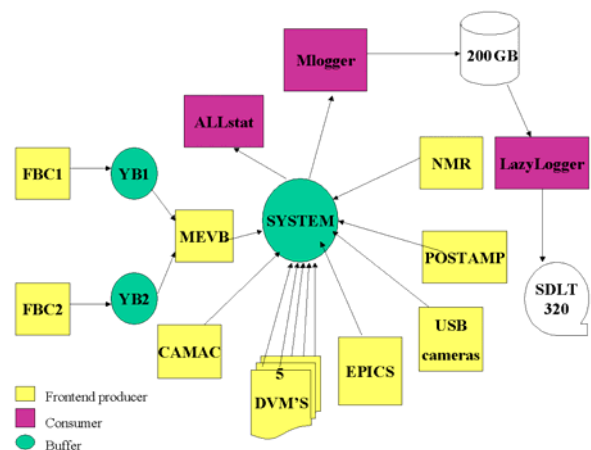 Mlogger
200GB
ALLstat
LazyLogger
FBC1
YB1
NMR
SYSTEM
MEVB
POSTAMP
FBC2
YB2
SDLT
320
CAMAC
USB
cameras
EPICS
5
DVM'S
Frontend producer
Consumer
Buffer